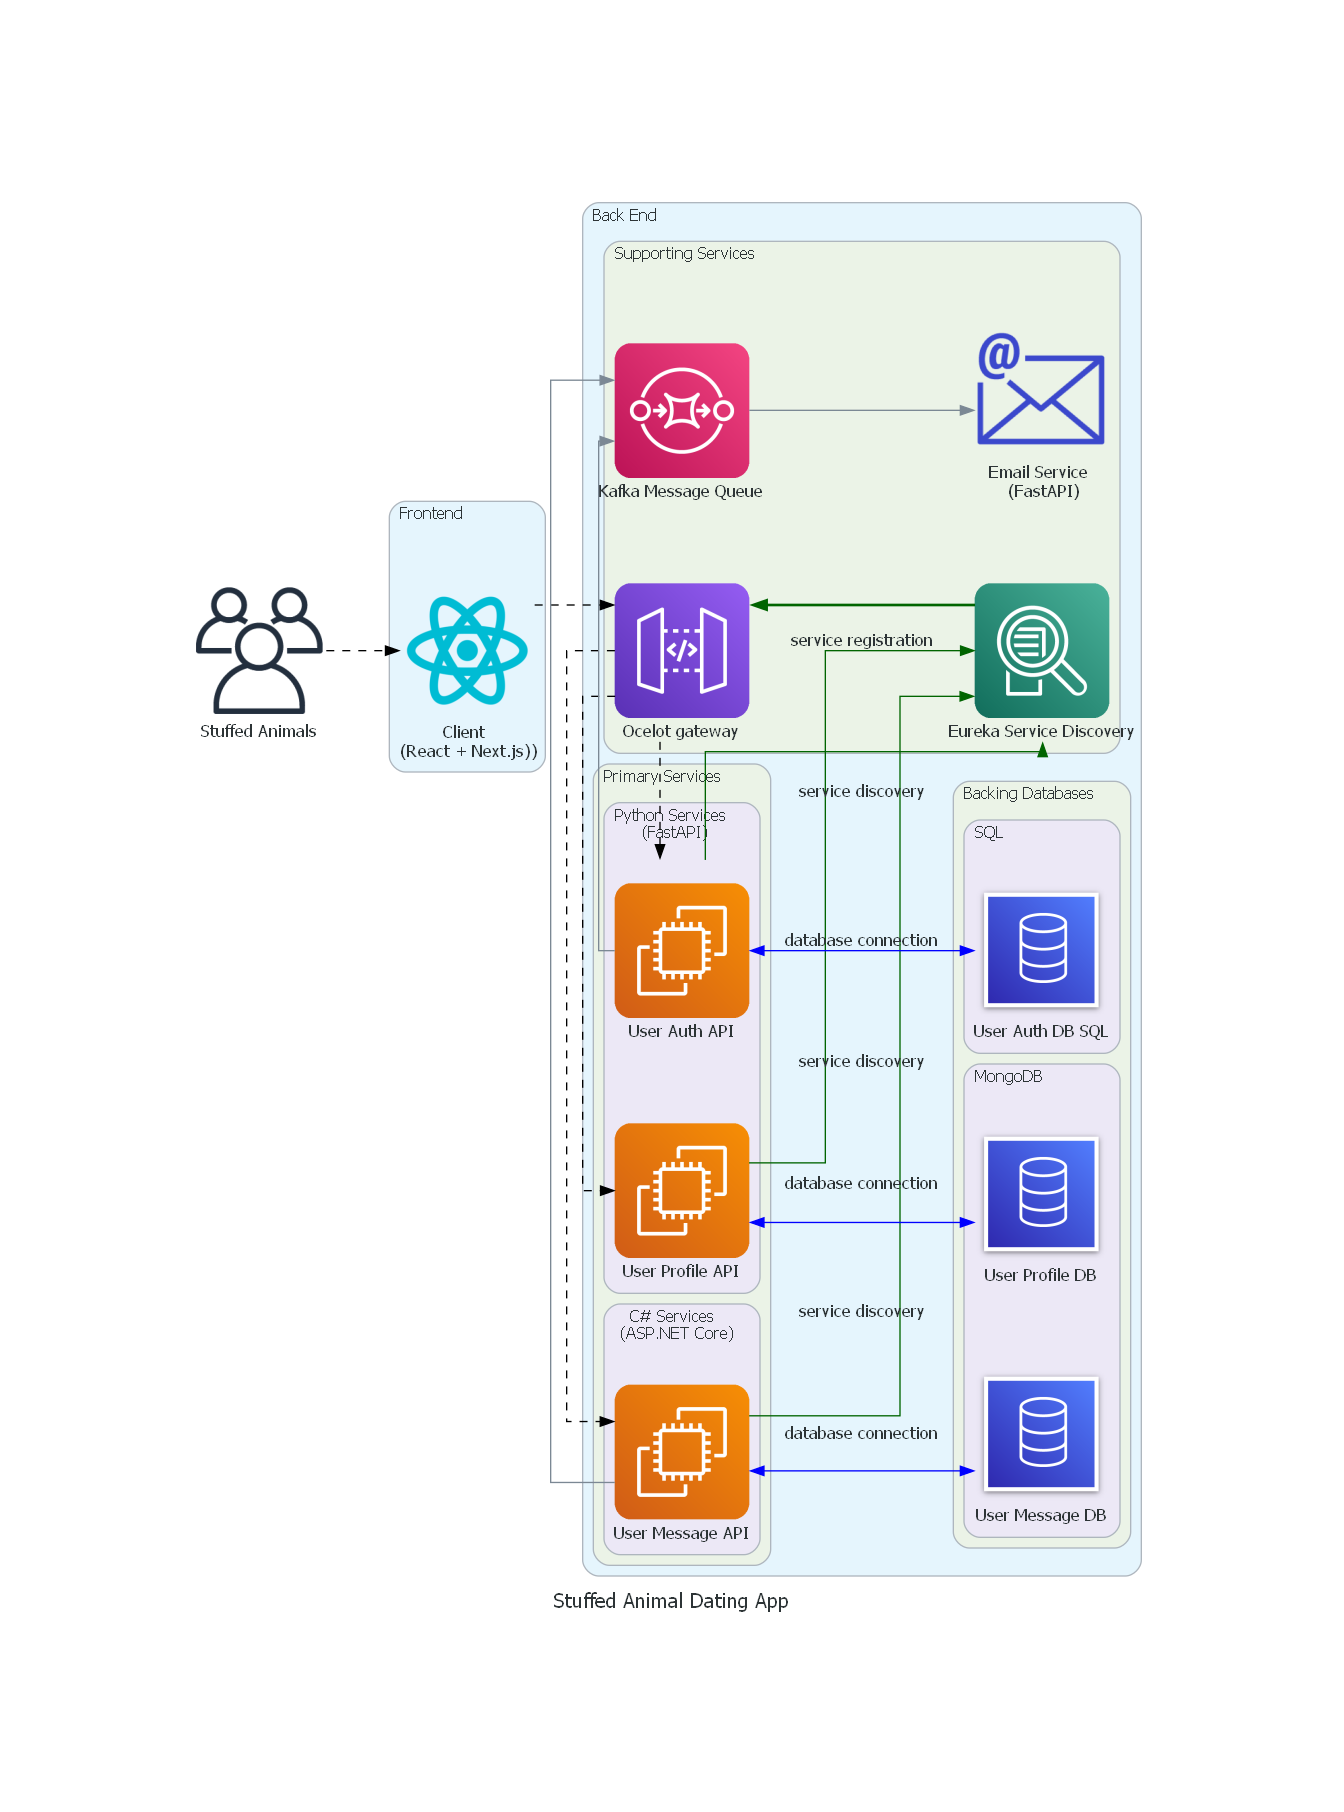 Back End
Supporting Services
@
Kafka Message Queue
Email Service
(FastAPI)
Frontend
Stuffed Animals
Client
(React + Next.js))
</>
Ocelot gateway
service registration
Eureka Service Discovery
Primary Services
Python Services
(FastAPI)
service discovery
Backing Databases
SQL
database connection
User Auth API
User Auth DB SQL
service discovery
MongoDB
database connection
User Profile API
User Profile DB
C# Services
(ASP.NET Core)
service discovery
database connection
User Message API
User Message DB
Stuffed Animal Dating App